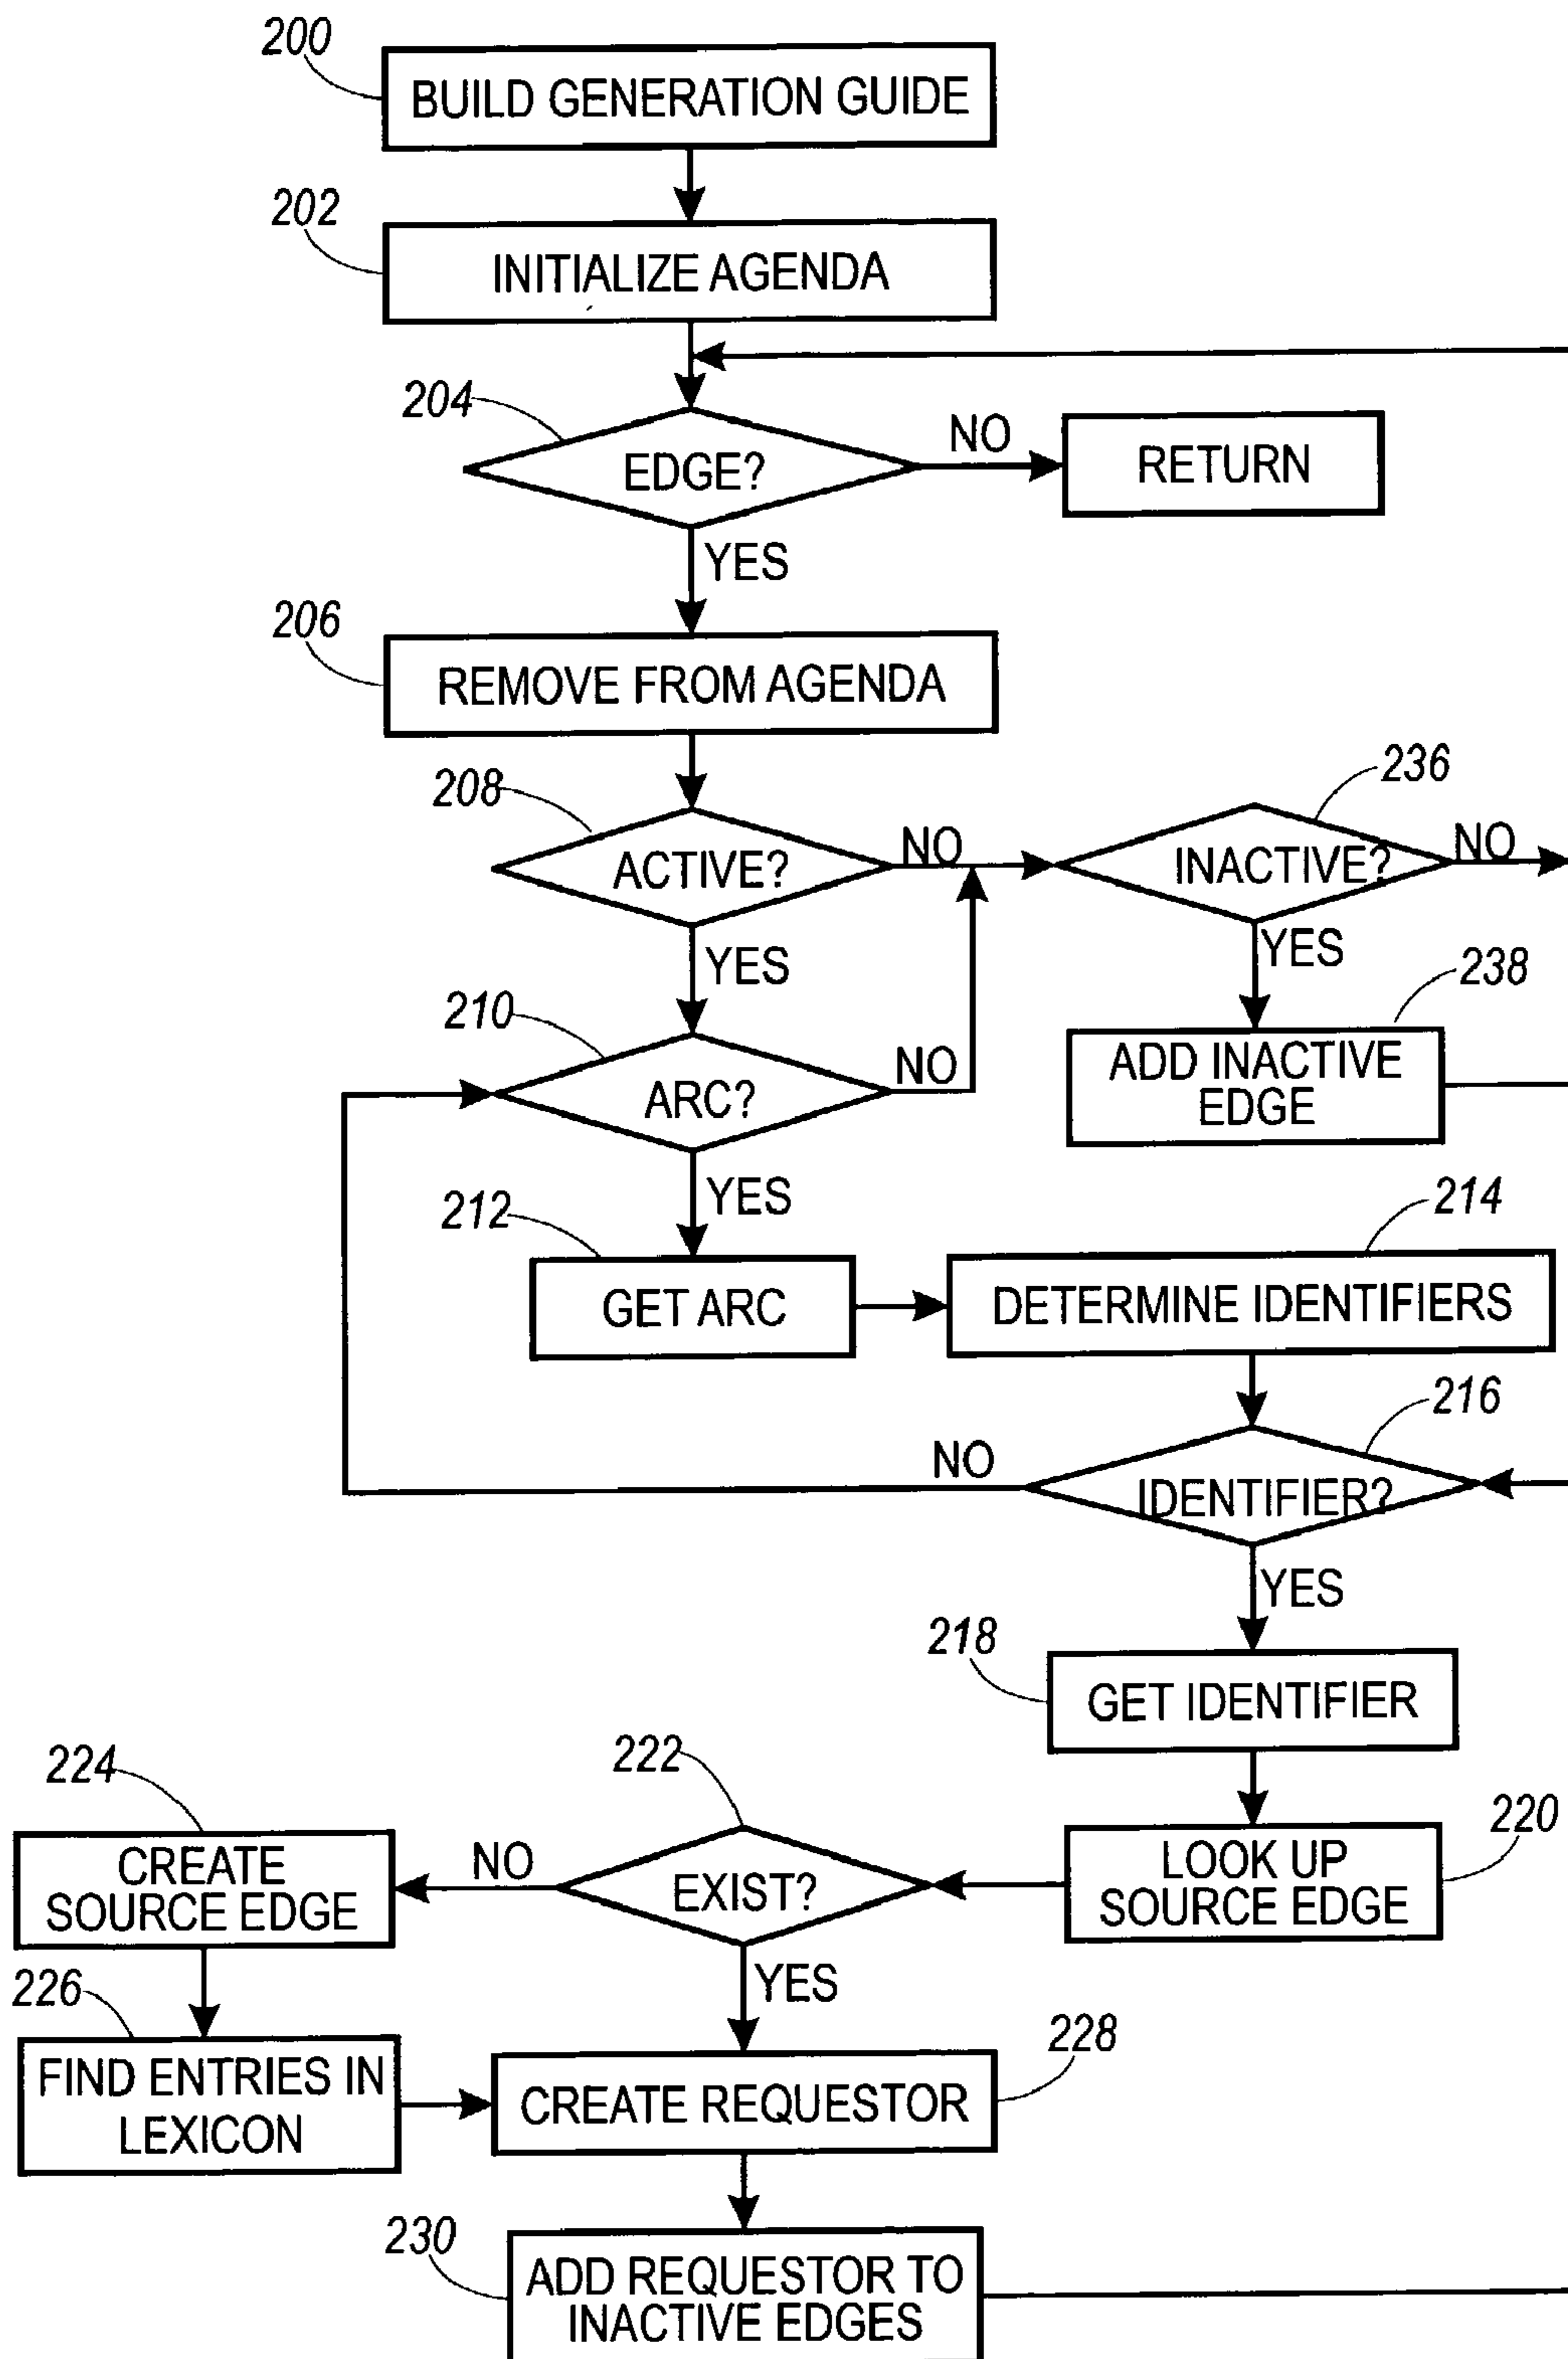 200
BUILD GENERATION GUIDE
202
INITIALIZE AGENDA
204
EDGE?
NO
RETURN
YES
206
REMOVE FROM AGENDA
208
ACTIVE?
NO
236
INACTIVE?
NO
YES
YES
238
ADD INACTIVE
EDGE
210
ARC?
NO
YES
212
GET ARC
214
DETERMINE IDENTIFIERS
216
IDENTIFIER?
NO
YES
218
GET IDENTIFIER
220
LOOK UP
SOURCE EDGE
222
EXIST?
NO
YES
224
CREATE
SOURCE EDGE
226
FIND ENTRIES IN
LEXICON
228
CREATE REQUESTOR
230
ADD REQUESTOR TO
INACTIVE EDGES